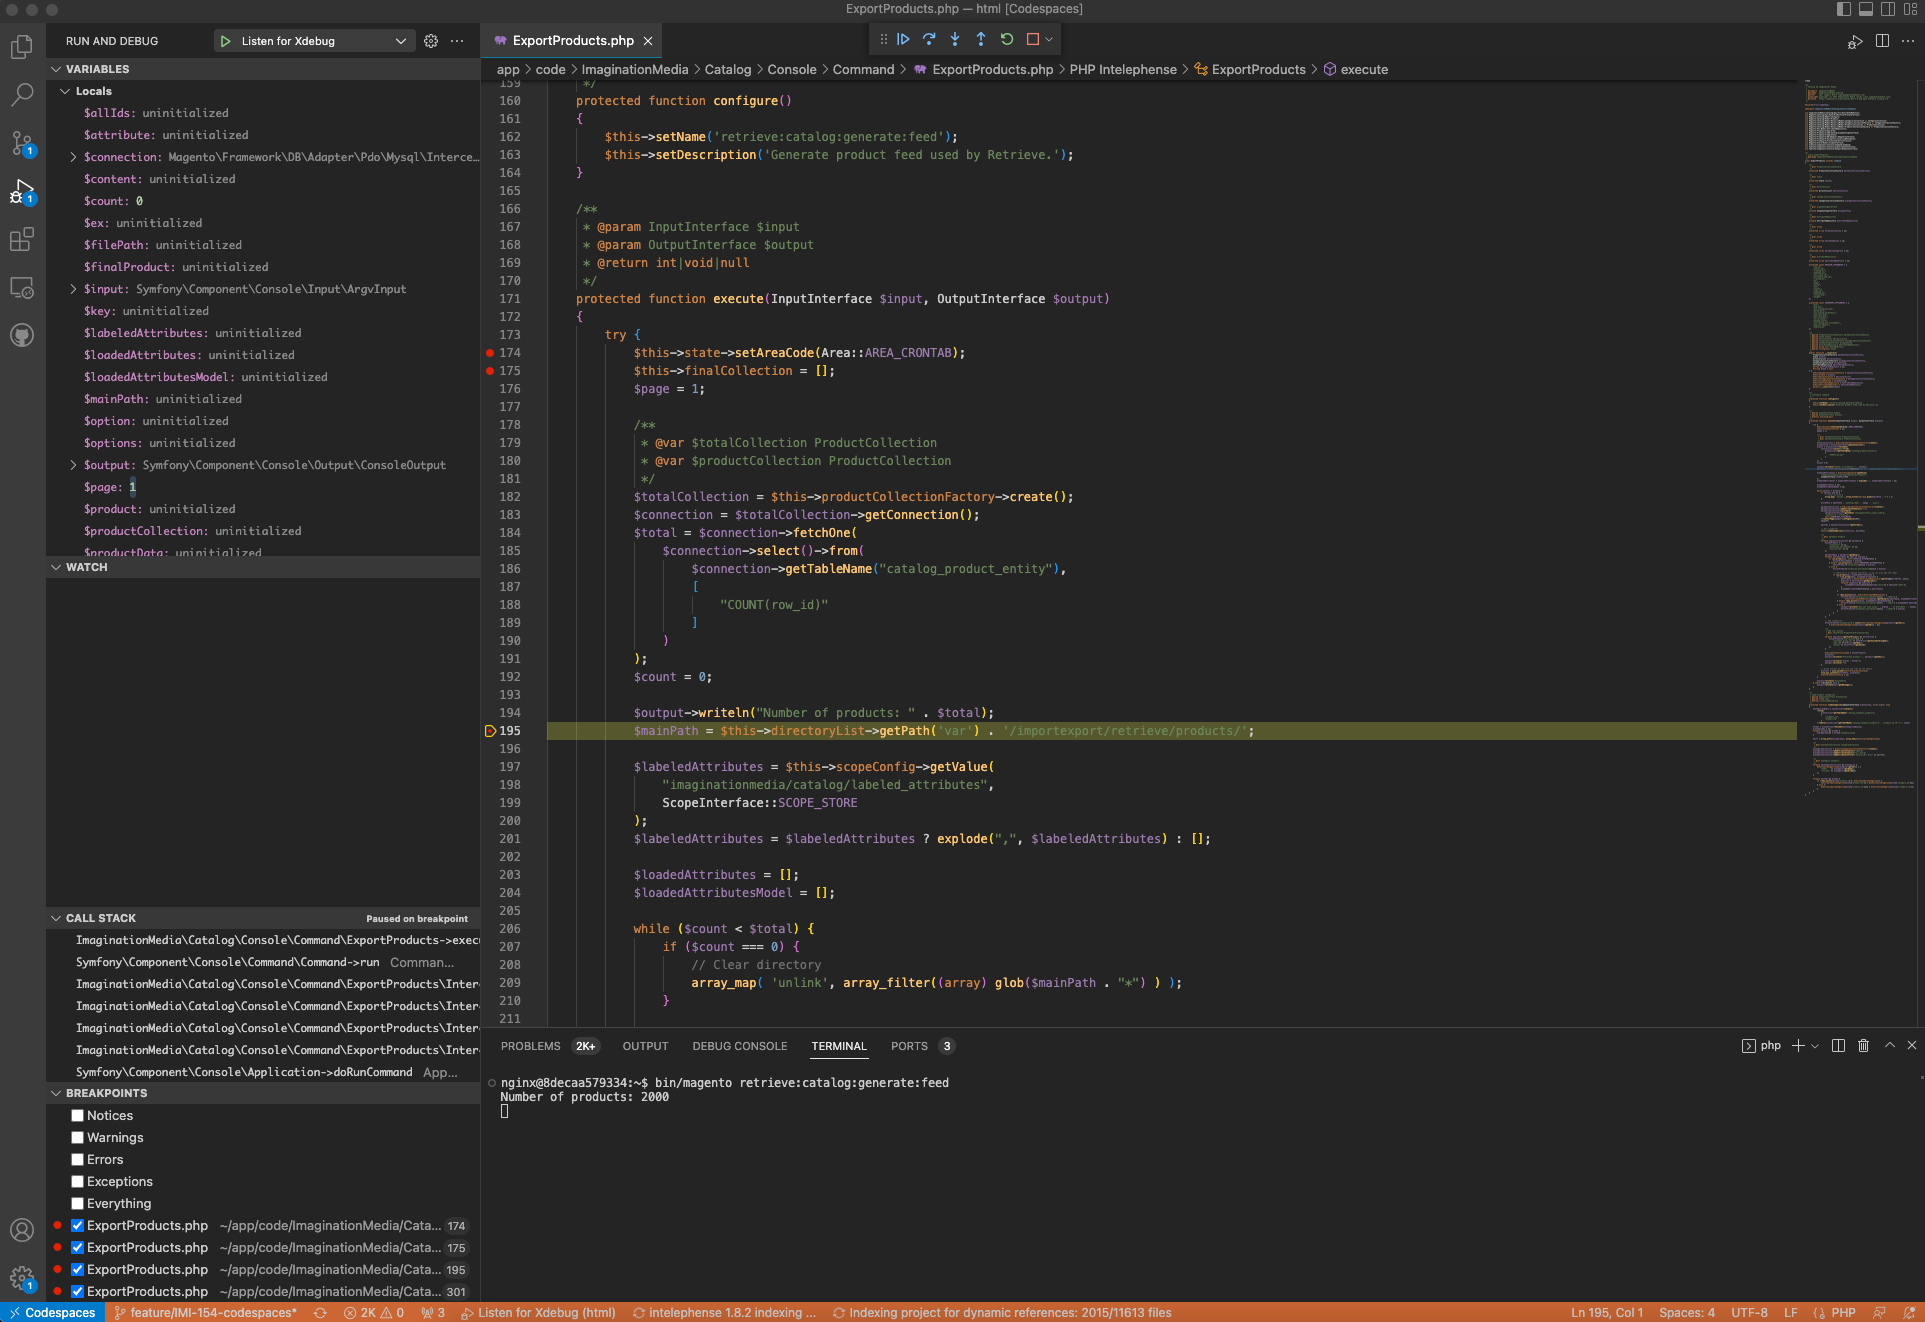 ExportProducts.php — html [Codespaces]
RUN AND DEBUG
Listen for Xdebug
ExportProducts.php
app > code > ImaginationMedia > Catalog > Console > Command > ExportProducts.php > PHP Intelephense > ExportProducts > execute
VARIABLES
Locals
$allIds: uninitialized
$attribute: uninitialized
$connection: Magento\Framework\DB\Adapter\Pdo\Mysql\Interce...
$content: uninitialized
$count: 0
$ex: uninitialized
$filePath: uninitialized
$finalProduct: uninitialized
$input: Symfony\Component\Console\Input\ArgvInput
$key: uninitialized
$labeledAttributes: uninitialized
$loadedAttributes: uninitialized
$loadedAttributesModel: uninitialized
$mainPath: uninitialized
$option: uninitialized
$options: uninitialized
$output: Symfony\Component\Console\Output\ConsoleOutput
$page: 1
$product: uninitialized
$productCollection: uninitialized
$productData: uninitialized
WATCH
CALL STACK
Paused on breakpoint
ImaginationMedia\Catalog\Console\Command\ExportProducts->exec
Symfony\Component\Console\Command\Command->run Comman...
ImaginationMedia\Catalog\Console\Command\ExportProducts\Inter
ImaginationMedia\Catalog\Console\Command\ExportProducts\Inter
ImaginationMedia\Catalog\Console\Command\ExportProducts\Inter
ImaginationMedia\Catalog\Console\Command\ExportProducts\Inter
Symfony\Component\Console\Application->doRunCommand App...
BREAKPOINTS
Notices
Warnings
Errors
Exceptions
Everything
ExportProducts.php ~/app/code/ImaginationMedia/Cata... 174
ExportProducts.php ~/app/code/ImaginationMedia/Cata... 175
ExportProducts.php ~/app/code/ImaginationMedia/Cata... 195
ExportProducts.php ~/app/code/ImaginationMedia/Cata... 301
159 */
160 protected function configure()
161 {
162 $this->setName('retrieve:catalog:generate:feed');
163 $this->setDescription('Generate product feed used by Retrieve.');
164 }
165
166 /**
167 * @param InputInterface $input
168 * @param OutputInterface $output
169 * @return int|void|null
170 */
171 protected function execute(InputInterface $input, OutputInterface $output)
172 {
173 try {
174 $this->state->setAreaCode(Area::AREA_CRONTAB);
175 $this->finalCollection = [];
176 $page = 1;
177
178 /**
179 * @var $totalCollection ProductCollection
180 * @var $productCollection ProductCollection
181 */
182 $totalCollection = $this->productCollectionFactory->create();
183 $connection = $totalCollection->getConnection();
184 $total = $connection->fetchOne(
185 $connection->select()->from(
186 $connection->getTableName("catalog_product_entity"),
187 [
188 "COUNT(row_id)"
189 ]
190 )
191 );
192 $count = 0;
193
194 $output->writeln("Number of products: " . $total);
195 $mainPath = $this->directoryList->getPath('var') . '/importexport/retrieve/products/';
196
197 $labeledAttributes = $this->scopeConfig->getValue(
198 "imaginationmedia/catalog/labeled_attributes",
199 ScopeInterface::SCOPE_STORE
200 );
201 $labeledAttributes = $labeledAttributes ? explode(",", $labeledAttributes) : [];
202
203 $loadedAttributes = [];
204 $loadedAttributesModel = [];
205
206 while ($count < $total) {
207 if ($count === 0) {
208 // Clear directory
209 array_map( 'unlink', array_filter((array) glob($mainPath . "*") ) );
210 }
211
PROBLEMS 2K+ OUTPUT DEBUG CONSOLE TERMINAL PORTS 3
php
nginx@8decaa579334:~$ bin/magento retrieve:catalog:generate:feed
Number of products: 2000
1
1
1
Codespaces feature/IMI-154-codespaces* 2K 0 3 Listen for Xdebug (html) intelephense 1.8.2 indexing ... Indexing project for dynamic references: 2015/11613 files Ln 195, Col 1 Spaces: 4 UTF-8 LF PHP